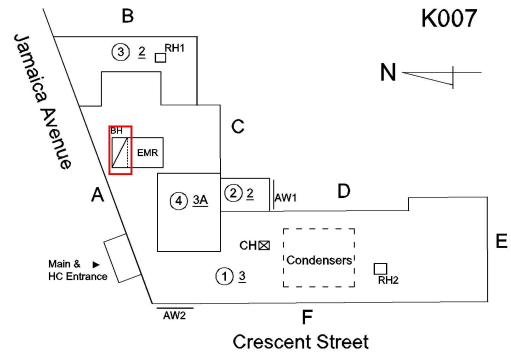 B
K007
③ 2
RH1
N
Jamaica Avenue
BH
EMR
C
A
④ 3A
② 2
AW1
D
E
Main &
HC Entrance
CH
Condensers
① 3
RH2
AW2
F
Crescent Street